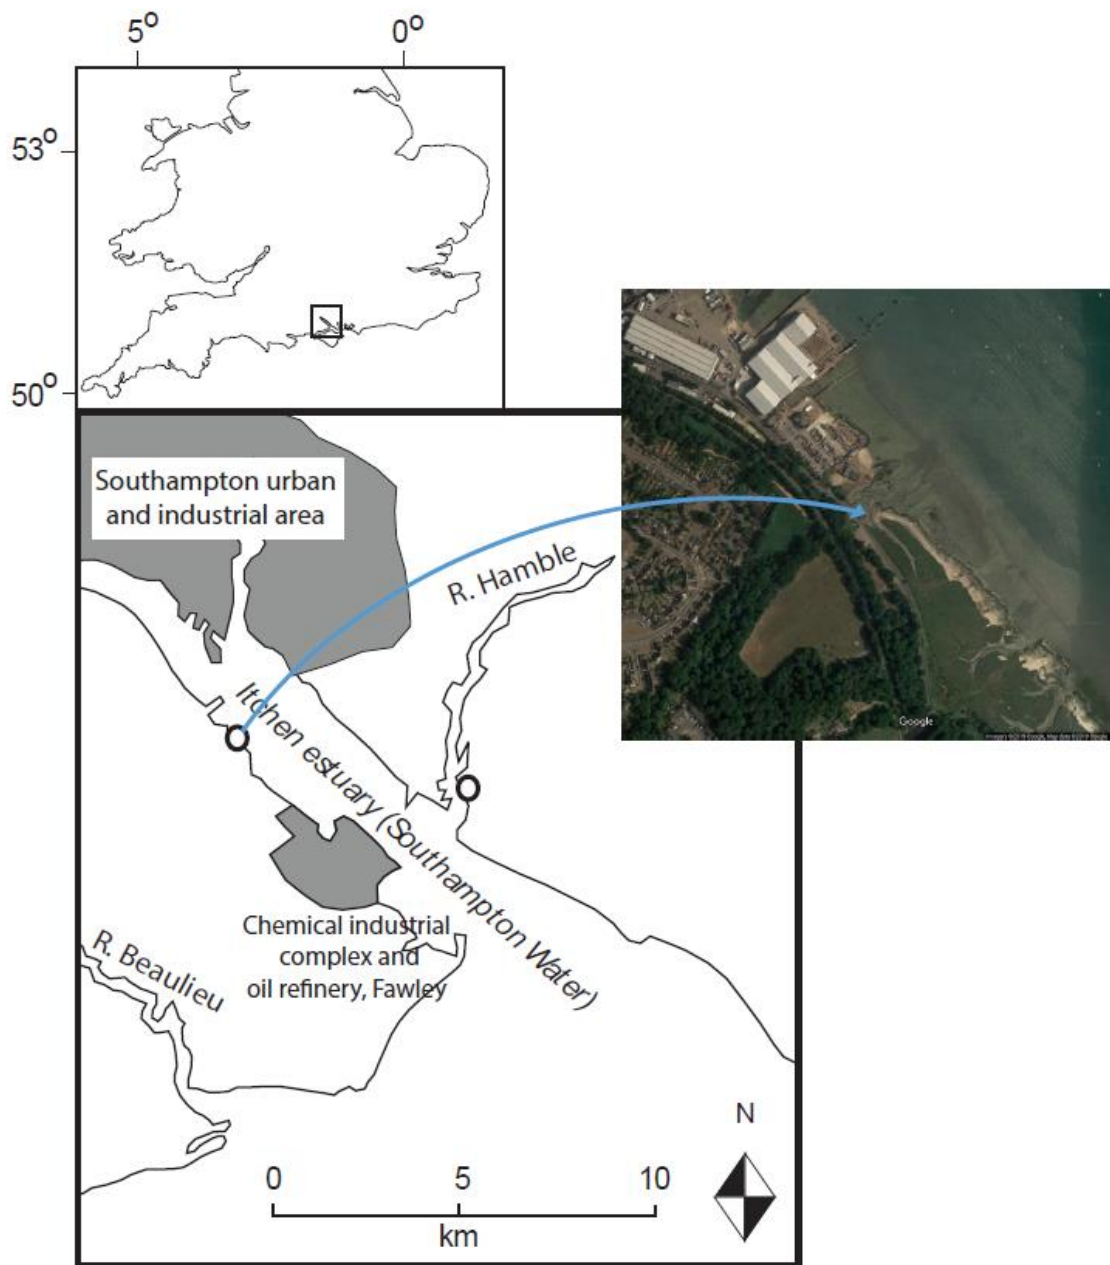 5°
0°
53°
50°
Southampton urban
and industrial area
R. Hamble
Itchen estuary (Southampton Water)
Google
Chemical industrial
complex and
oil refinery, Fawley
R. Beaulieu
N
0
5
10
km